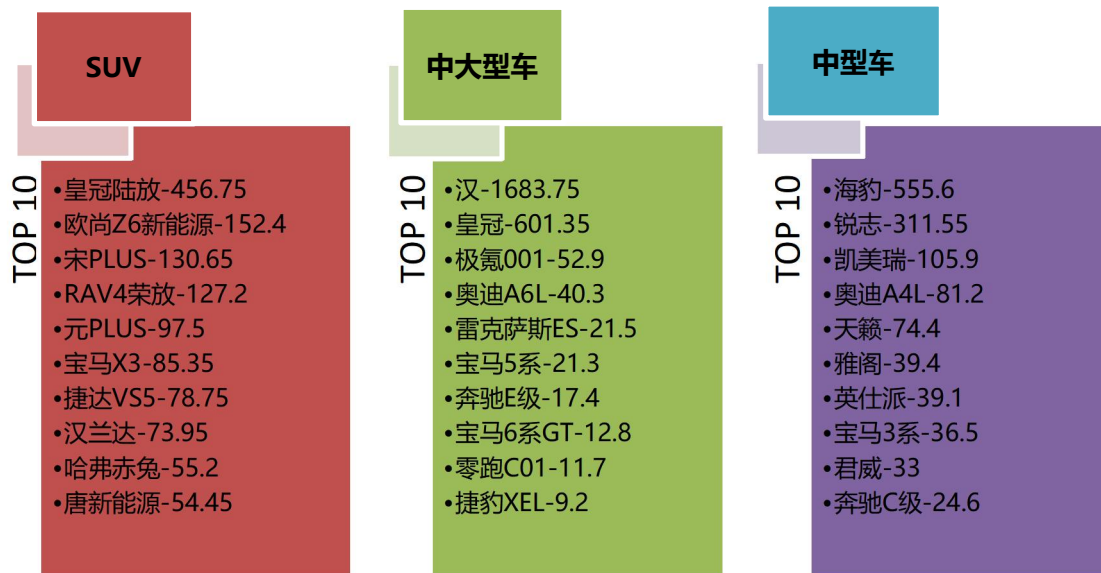 SUV
TOP 10
•皇冠陆放-456.75
•欧尚Z6新能源-152.4
•宋PLUS-130.65
•RAV4荣放-127.2
•元PLUS-97.5
•宝马X3-85.35
•捷达VS5-78.75
•汉兰达-73.95
•哈弗赤兔-55.2
•唐新能源-54.45
中大型车
TOP 10
•汉-1683.75
•皇冠-601.35
•极氪001-52.9
•奥迪A6L-40.3
•雷克萨斯ES-21.5
•宝马5系-21.3
•奔驰E级-17.4
•宝马6系GT-12.8
•零跑C01-11.7
•捷豹XEL-9.2
中型车
TOP 10
•海豹-555.6
•锐志-311.55
•凯美瑞-105.9
•奥迪A4L-81.2
•天籁-74.4
•雅阁-39.4
•英仕派-39.1
•宝马3系-36.5
•君威-33
•奔驰C级-24.6